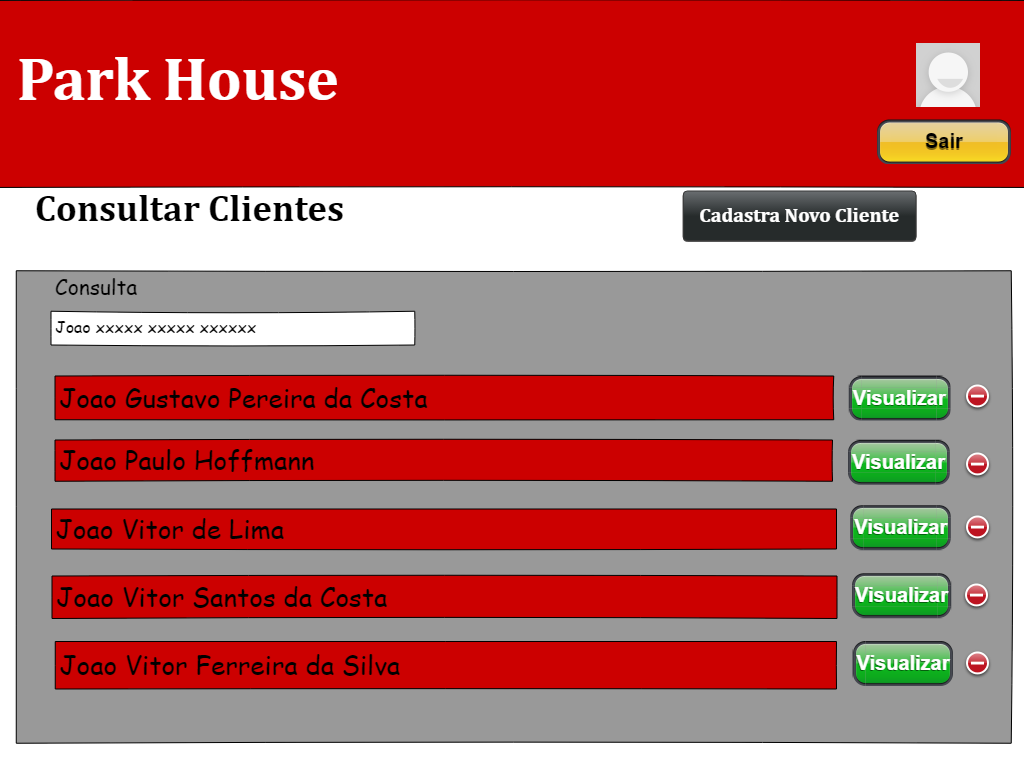 Park House
Sair
Consultar Clientes
Cadastra Novo Cliente
Consulta
Joao xxxxx xxxxx xxxxxx
Joao Gustavo Pereira da Costa
Visualizar
Joao Paulo Hoffmann
Visualizar
Joao Vitor de Lima
Visualizar
Joao Vitor Santos da Costa
Visualizar
Joao Vitor Ferreira da Silva
Visualizar